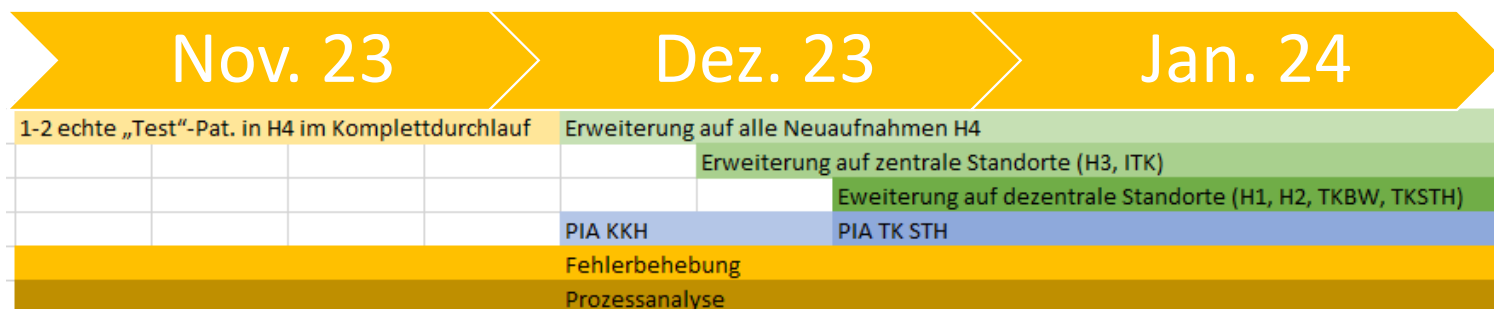 Nov. 23 Dez. 23 Jan. 24
1-2 echte „Test“-Pat. in H4 im Komplettdurchlauf Erweiterung auf alle Neuaufnahmen H4
Erweiterung auf zentrale Standorte (H3, ITK)
Eweiterung auf dezentrale Standorte (H1, H2, TKBW, TKSTH)
PIA KKH PIA TK STH
Fehlerbehebung
Prozessanalyse